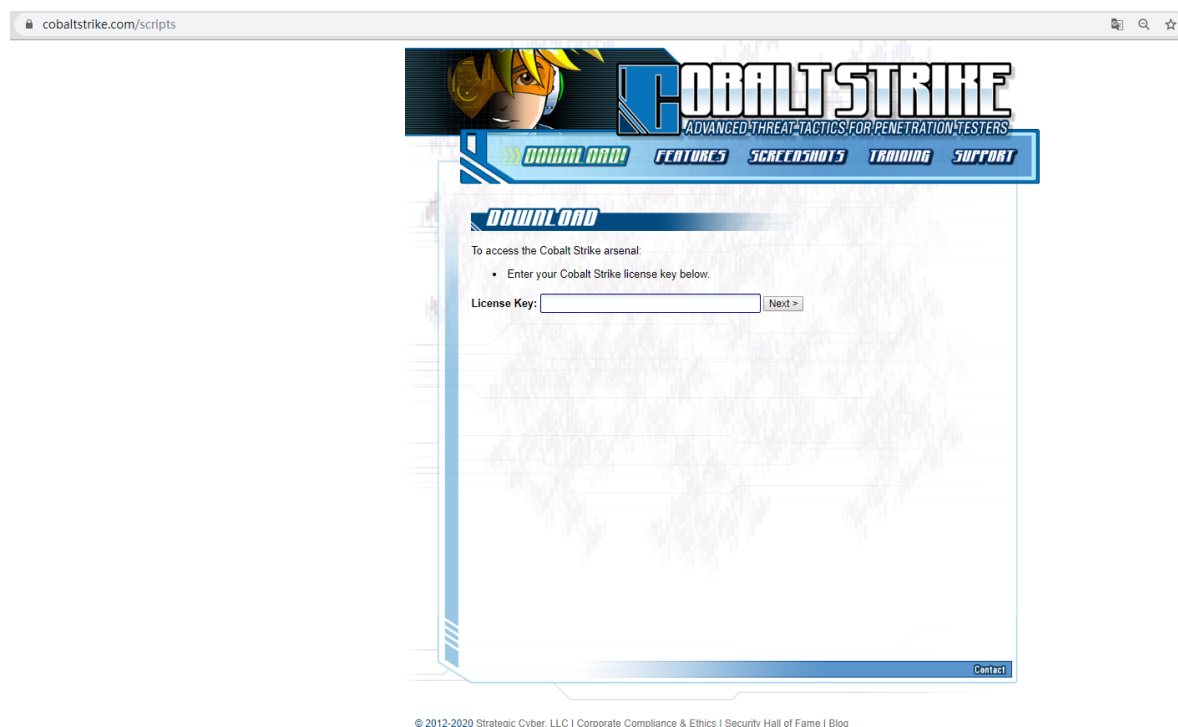 cobaltstrike.com/scripts
COBALT STRIKE
ADVANCED THREAT TACTICS FOR PENETRATION TESTERS
DOWNLOAD! FEATURES SCREENSHOTS TRAINING SUPPORT
DOWNLOAD
To access the Cobalt Strike arsenal:
• Enter your Cobalt Strike license key below.
License Key: Next >
Contact
© 2012-2020 Strategic Cyber, LLC | Corporate Compliance & Ethics | Security Hall of Fame | Blog